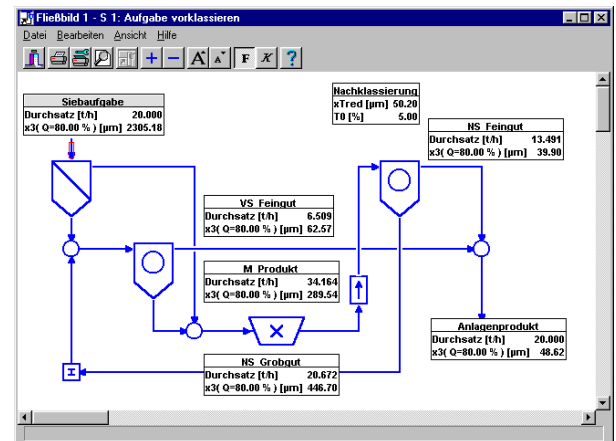 Fließbild 1 - S 1: Aufgabe vorklassieren
Datei Bearbeiten Ansicht Hilfe
A A F K ?
Siebaufgabe
Durchsatz [t/h] 20.000
x3( Q=80.00 % ) [µm] 2305.18
Nachklassierung
xTred [µm] 50.20
T0 [%] 5.00
NS_Feingut
Durchsatz [t/h] 13.491
x3( Q=80.00 % ) [µm] 39.90
VS_Feingut
Durchsatz [t/h] 6.509
x3( Q=80.00 % ) [µm] 62.57
M_Produkt
Durchsatz [t/h] 34.164
x3( Q=80.00 % ) [µm] 289.54
Anlagenprodukt
Durchsatz [t/h] 20.000
x3( Q=80.00 % ) [µm] 48.62
NS_Grobgut
Durchsatz [t/h] 20.672
x3( Q=80.00 % ) [µm] 446.70